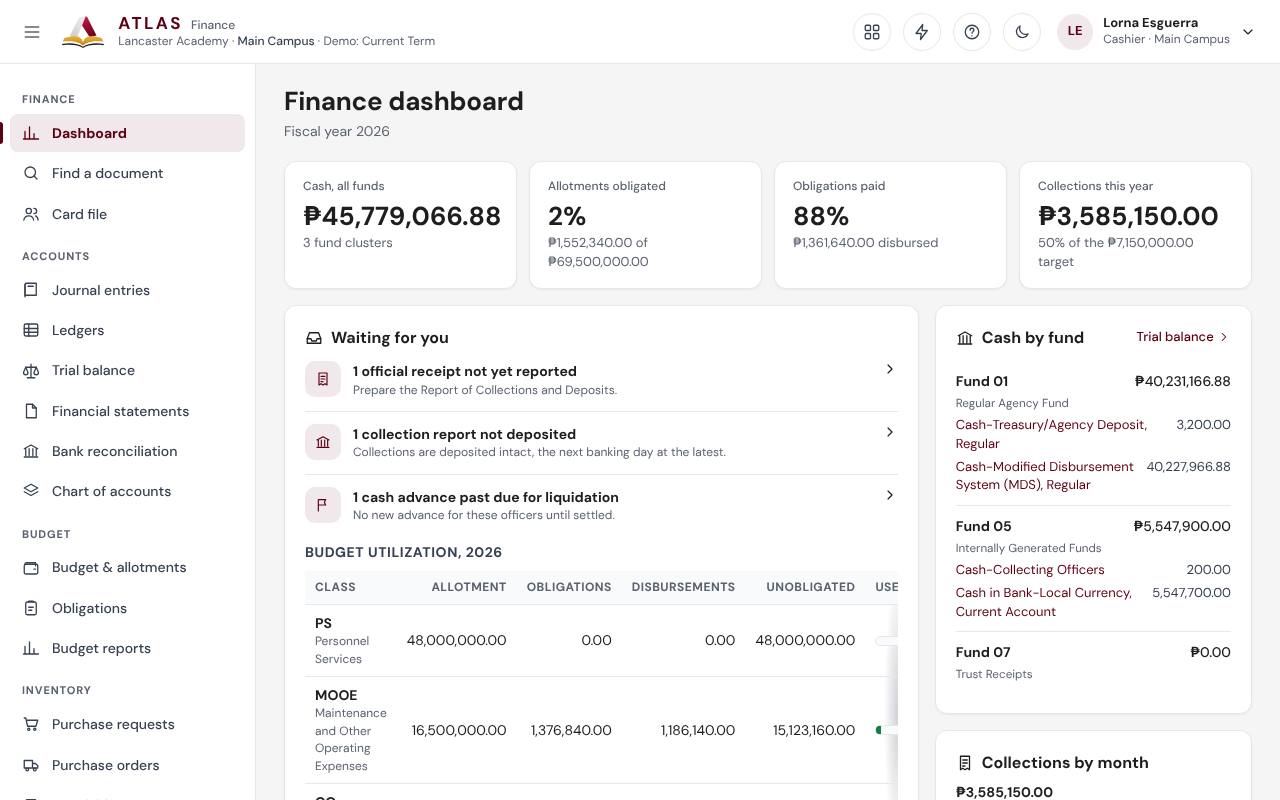 ATLAS Finance
Lancaster Academy · Main Campus · Demo: Current Term
LE
Lorna Esguerra
Cashier · Main Campus
FINANCE
Dashboard
Find a document
Card file
ACCOUNTS
Journal entries
Ledgers
Trial balance
Financial statements
Bank reconciliation
Chart of accounts
BUDGET
Budget & allotments
Obligations
Budget reports
INVENTORY
Purchase requests
Purchase orders
Finance dashboard
Fiscal year 2026
Cash, all funds
₱45,779,066.88
3 fund clusters
Allotments obligated
2%
₱1,552,340.00 of
₱69,500,000.00
Obligations paid
88%
₱1,361,640.00 disbursed
Collections this year
₱3,585,150.00
50% of the ₱7,150,000.00
target
Waiting for you
1 official receipt not yet reported
Prepare the Report of Collections and Deposits.
1 collection report not deposited
Collections are deposited intact, the next banking day at the latest.
1 cash advance past due for liquidation
No new advance for these officers until settled.
BUDGET UTILIZATION, 2026
CLASS ALLOTMENT OBLIGATIONS DISBURSEMENTS UNOBLIGATED USE
PS
Personnel
Services
48,000,000.00 0.00 0.00 48,000,000.00
MOOE
Maintenance
and Other
Operating
Expenses
16,500,000.00 1,376,840.00 1,186,140.00 15,123,160.00
Cash by fund
Trial balance
Fund 01 ₱40,231,166.88
Regular Agency Fund
Cash-Treasury/Agency Deposit, 3,200.00
Regular
Cash-Modified Disbursement 40,227,966.88
System (MDS), Regular
Fund 05 ₱5,547,900.00
Internally Generated Funds
Cash-Collecting Officers 200.00
Cash in Bank-Local Currency, 5,547,700.00
Current Account
Fund 07 ₱0.00
Trust Receipts
Collections by month
₱3,585,150.00